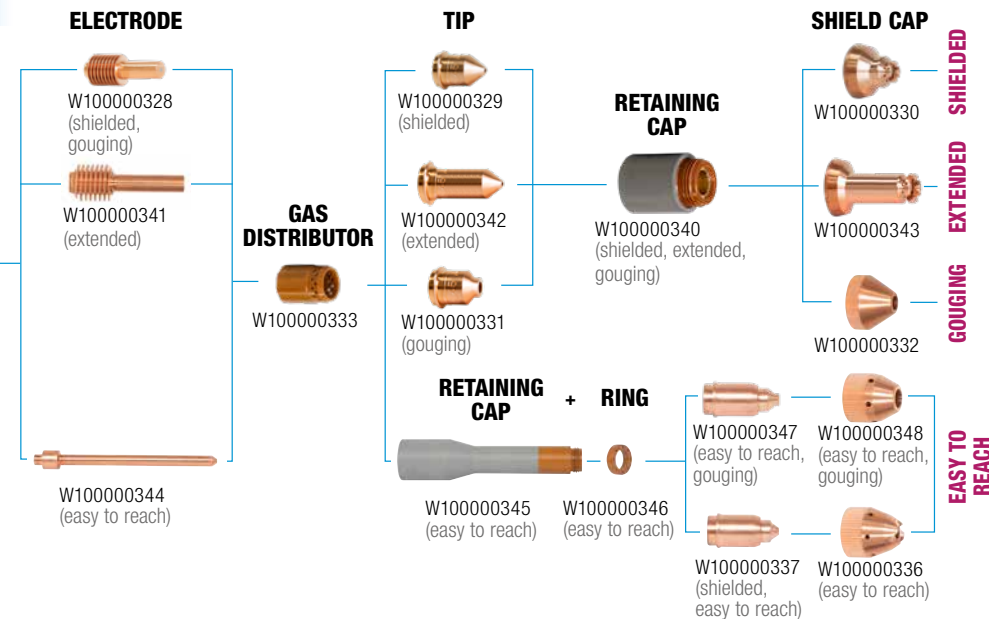 ELECTRODE
W100000328
(shielded,
gouging)
W100000341
(extended)
W100000344
(easy to reach)
GAS
DISTRIBUTOR
W100000333
TIP
W100000329
(shielded)
W100000342
(extended)
W100000331
(gouging)
RETAINING
CAP
W100000340
(shielded, extended,
gouging)
SHIELD CAP
W100000330
SHIELDED
W100000343
EXTENDED
W100000332
GOUGING
RETAINING
CAP
+ RING
W100000345
(easy to reach)
W100000346
(easy to reach)
W100000347
(easy to reach,
gouging)
W100000348
(easy to reach,
gouging)
W100000337
(shielded,
easy to reach)
W100000336
(easy to reach)
EASY TO
REACH